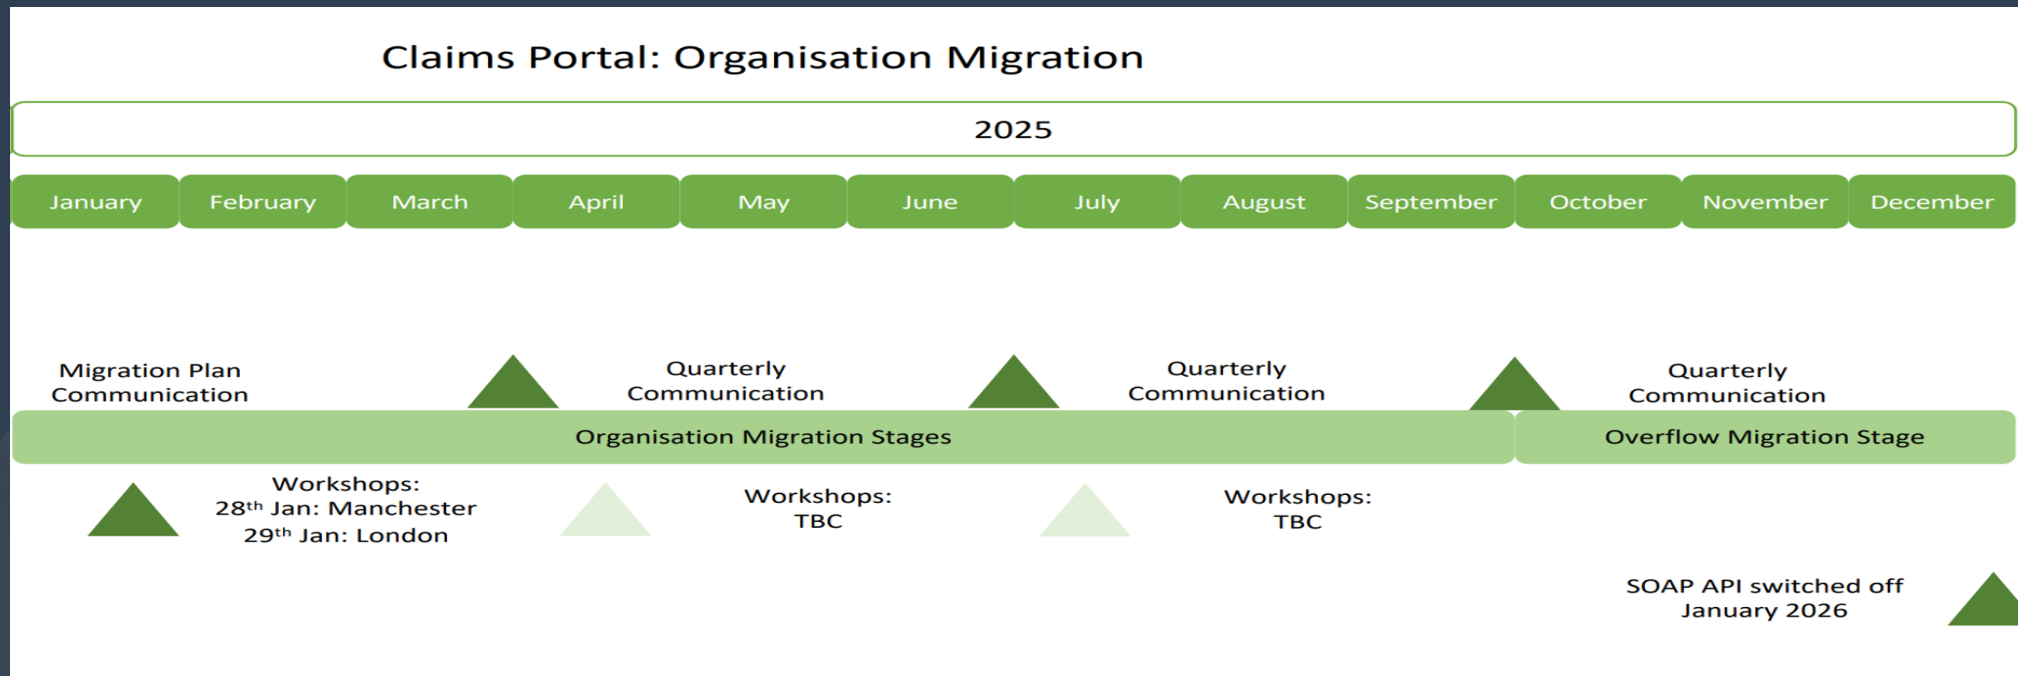 Claims Portal: Organisation Migration
2025
January
February
March
April
May
June
July
August
September
October
November
December
Migration Plan
Communication
Quarterly
Communication
Quarterly
Communication
Quarterly
Communication
Organisation Migration Stages
Overflow Migration Stage
Workshops:
28th Jan: Manchester
29th Jan: London
Workshops:
TBC
Workshops:
TBC
SOAP API switched off
January 2026